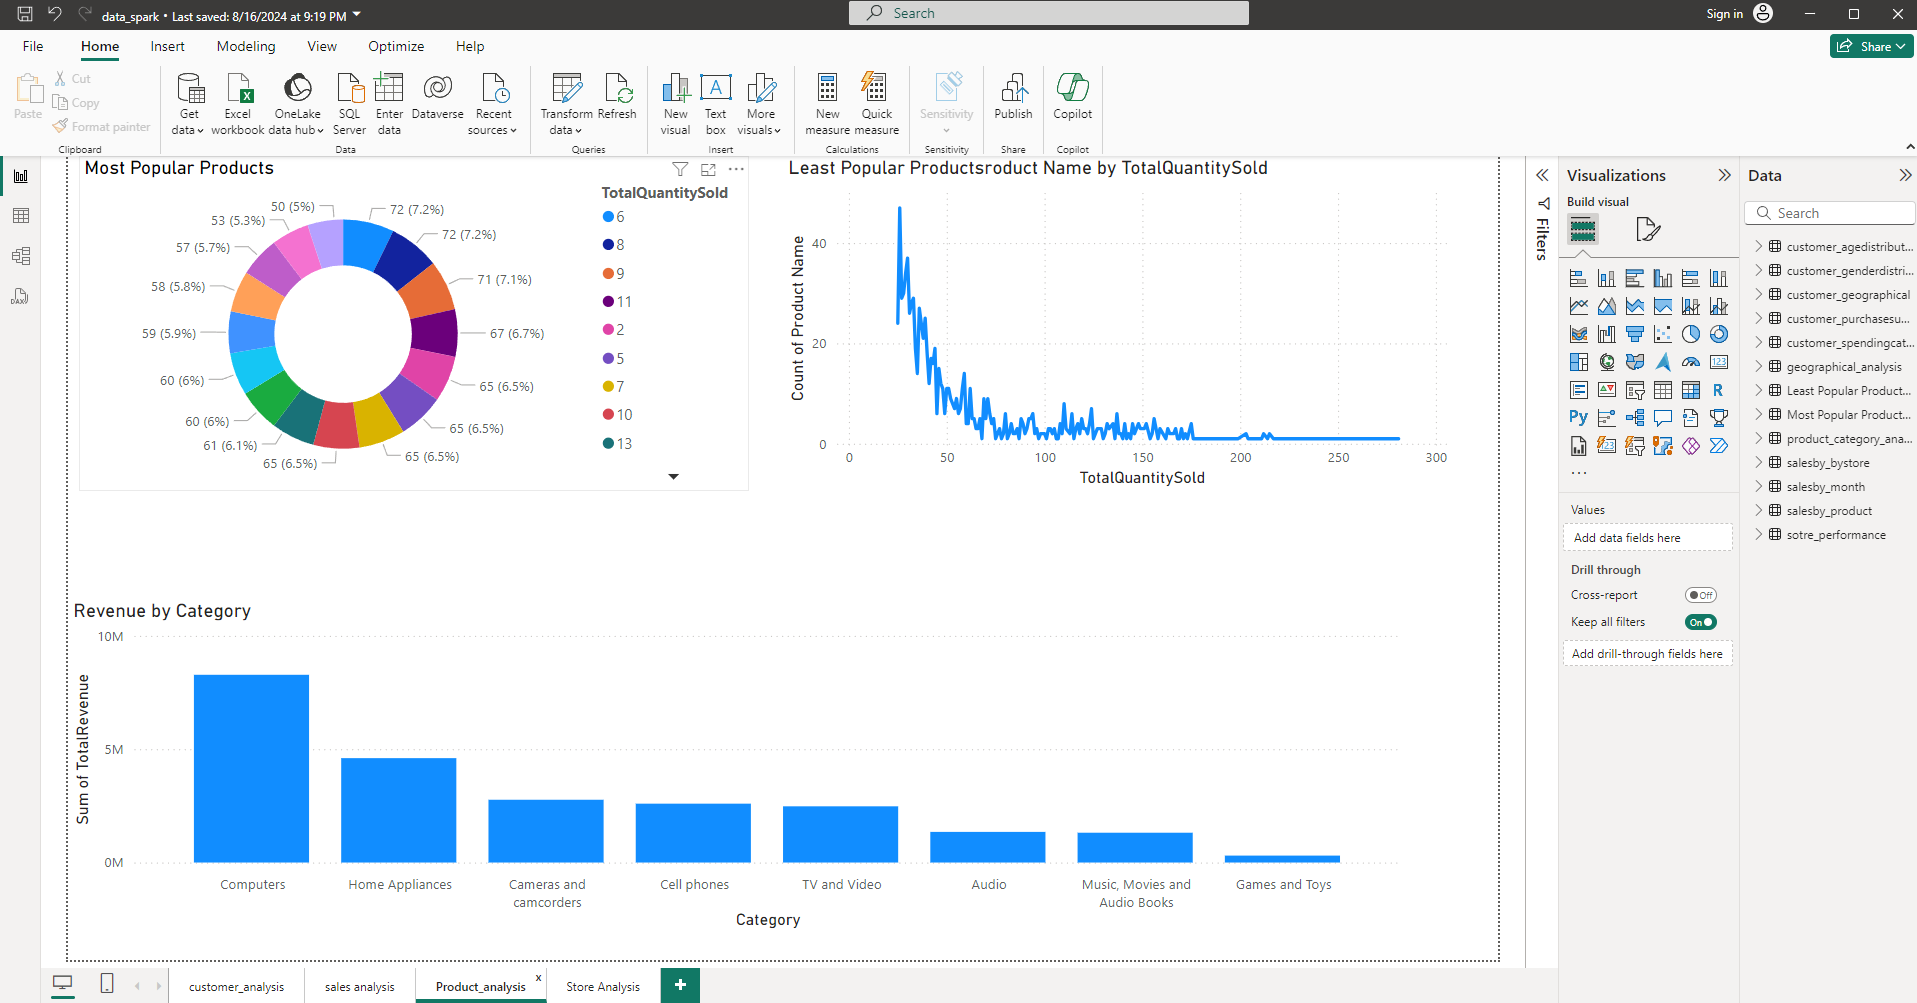 data_spark • Last saved: 8/16/2024 at 9:19 PM
Search
Sign in
File
Home
Insert
Modeling
View
Optimize
Help
Share
Paste
Cut
Copy
Format painter
Clipboard
Get data
Excel workbook
OneLake data hub
SQL Server
Enter data
Dataverse
Recent sources
Data
Transform data
Refresh
Queries
New visual
A
Text box
More visuals
Insert
New measure
Quick measure
Calculations
Sensitivity
Sensitivity
Publish
Share
Copilot
Copilot
Most Popular Products
50 (5%)
72 (7.2%)
53 (5.3%)
72 (7.2%)
57 (5.7%)
71 (7.1%)
58 (5.8%)
59 (5.9%)
67 (6.7%)
60 (6%)
65 (6.5%)
60 (6%)
65 (6.5%)
61 (6.1%)
65 (6.5%)
65 (6.5%)
TotalQuantitySold
6
8
9
11
2
5
7
10
13
Least Popular Productsroduct Name by TotalQuantitySold
Count of Product Name
40
20
0
0
50
100
150
200
250
300
TotalQuantitySold
Revenue by Category
Sum of TotalRevenue
10M
5M
0M
Computers
Home Appliances
Cameras and
camcorders
Cell phones
TV and Video
Audio
Music, Movies and
Audio Books
Games and Toys
Category
Filters
Visualizations
Build visual
123
R
Py
123
...
Values
Add data fields here
Drill through
Cross-report
Off
Keep all filters
On
Add drill-through fields here
Data
Search
customer_agedistribut...
customer_genderdistri...
customer_geographical
customer_purchasesu...
customer_spendingcat...
geographical_analysis
Least Popular Product...
Most Popular Product...
product_category_ana...
salesby_bystore
salesby_month
salesby_product
sotre_performance
DAX
customer_analysis
sales analysis
Product_analysis
x
Store Analysis
+